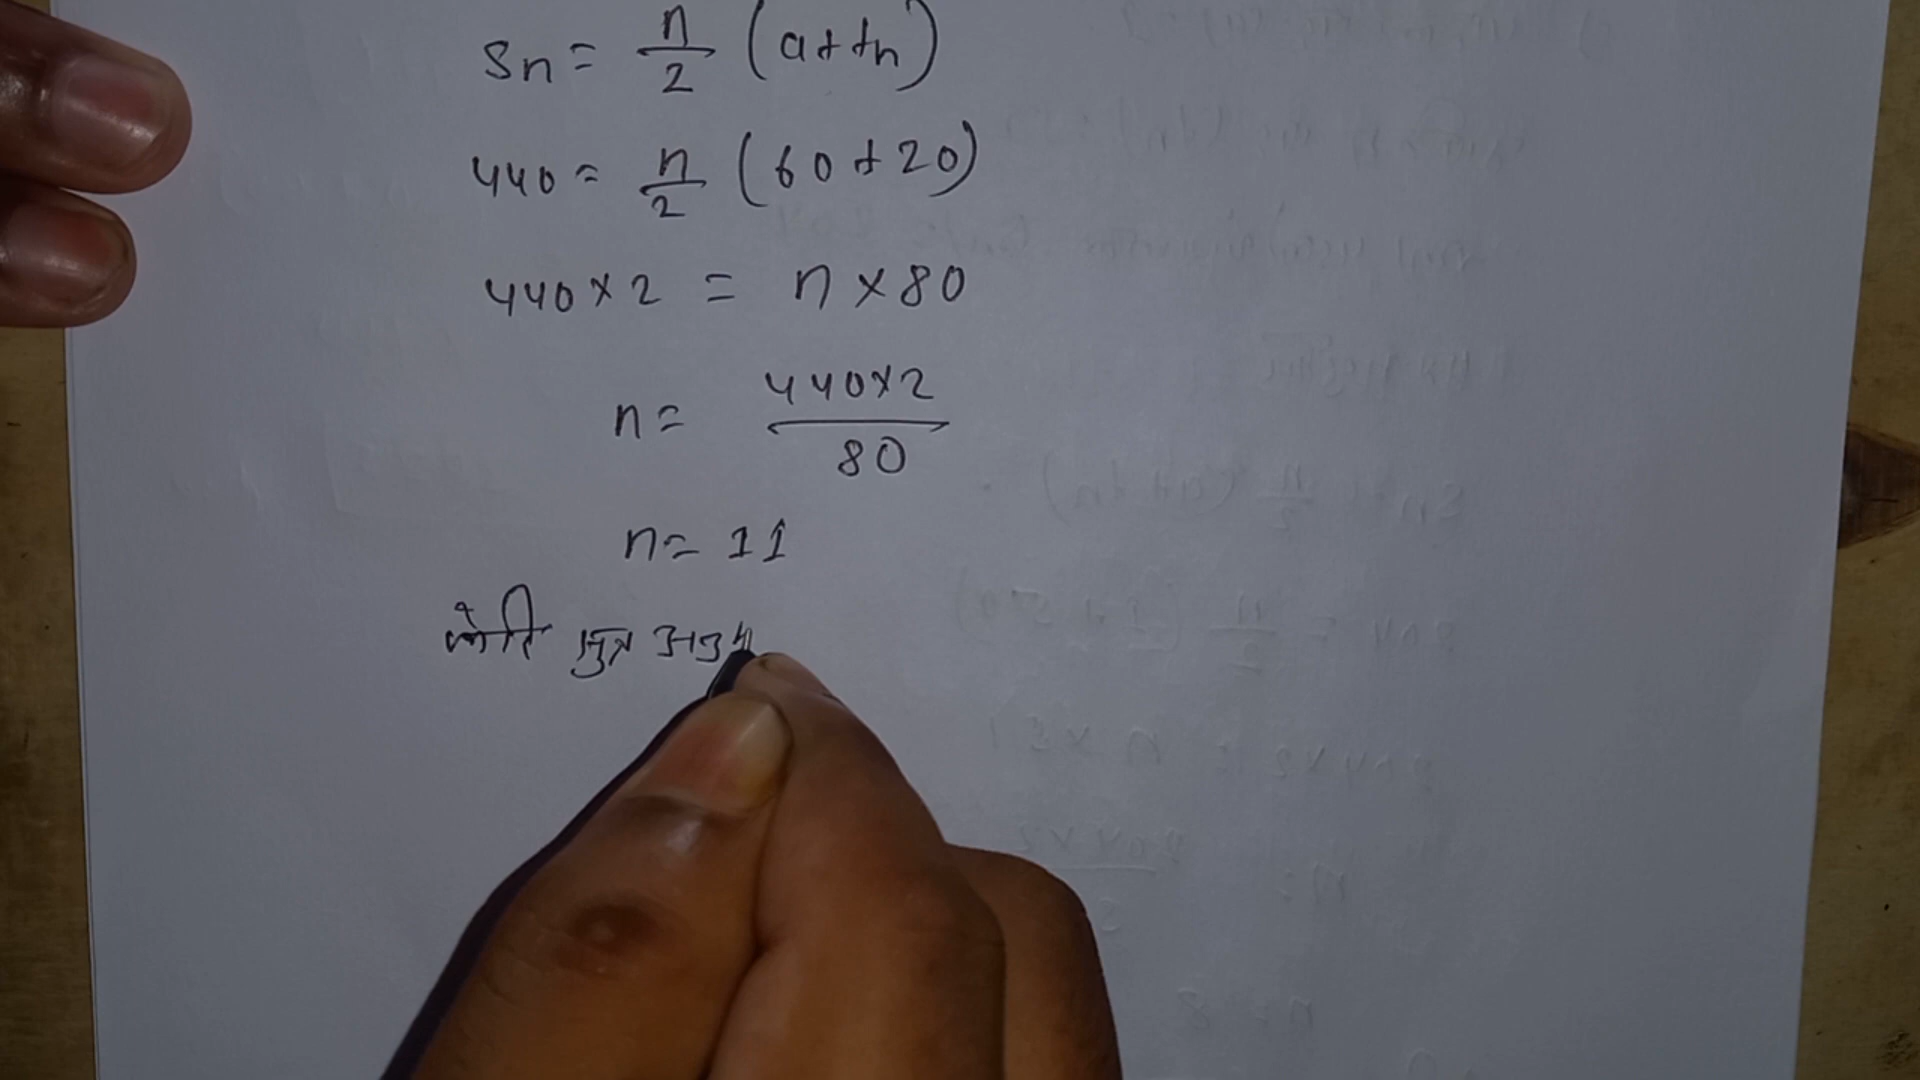 Sn = n/2 (a+tn)
440 = n/2 (60+20)
440×2 = n×80
n = 440×2/80
n = 11
सूत्र